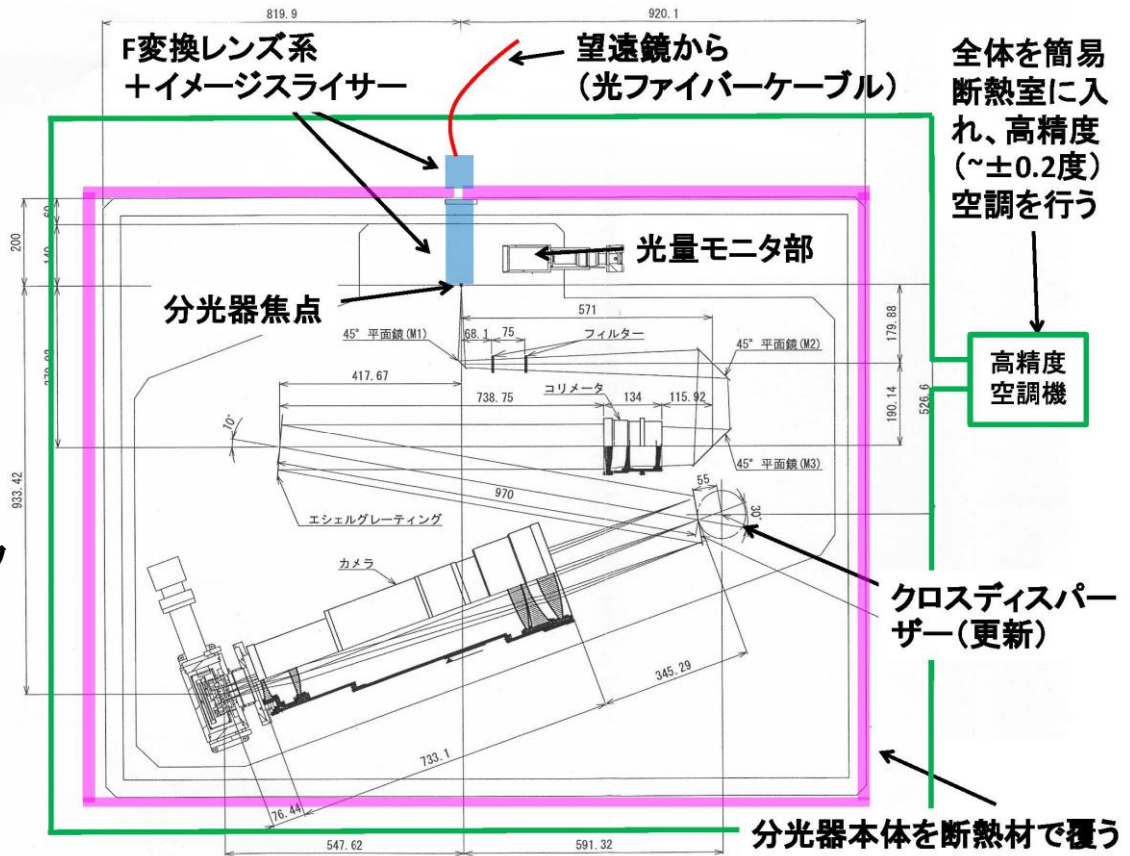 819.9
920.1
F変換レンズ系
+イメージスライサー
望遠鏡から
(光ファイバーケーブル)
全体を簡易
断熱室に入
れ、高精度
(~±0.2度)
空調を行う
60
200
140
光量モニタ部
分光器焦点
571
179.88
45° 平面鏡(M1)
68.1
75
フィルター
45° 平面鏡(M2)
高精度
空調機
417.67
コリメータ
738.75
134
115.92
190.14
526.6
10°
45° 平面鏡(M3)
933.42
970
55
30°
エシェルグレーティング
カメラ
クロスディスパー
ザー(更新)
345.29
733.1
76.44
分光器本体を断熱材で覆う
547.62
591.32